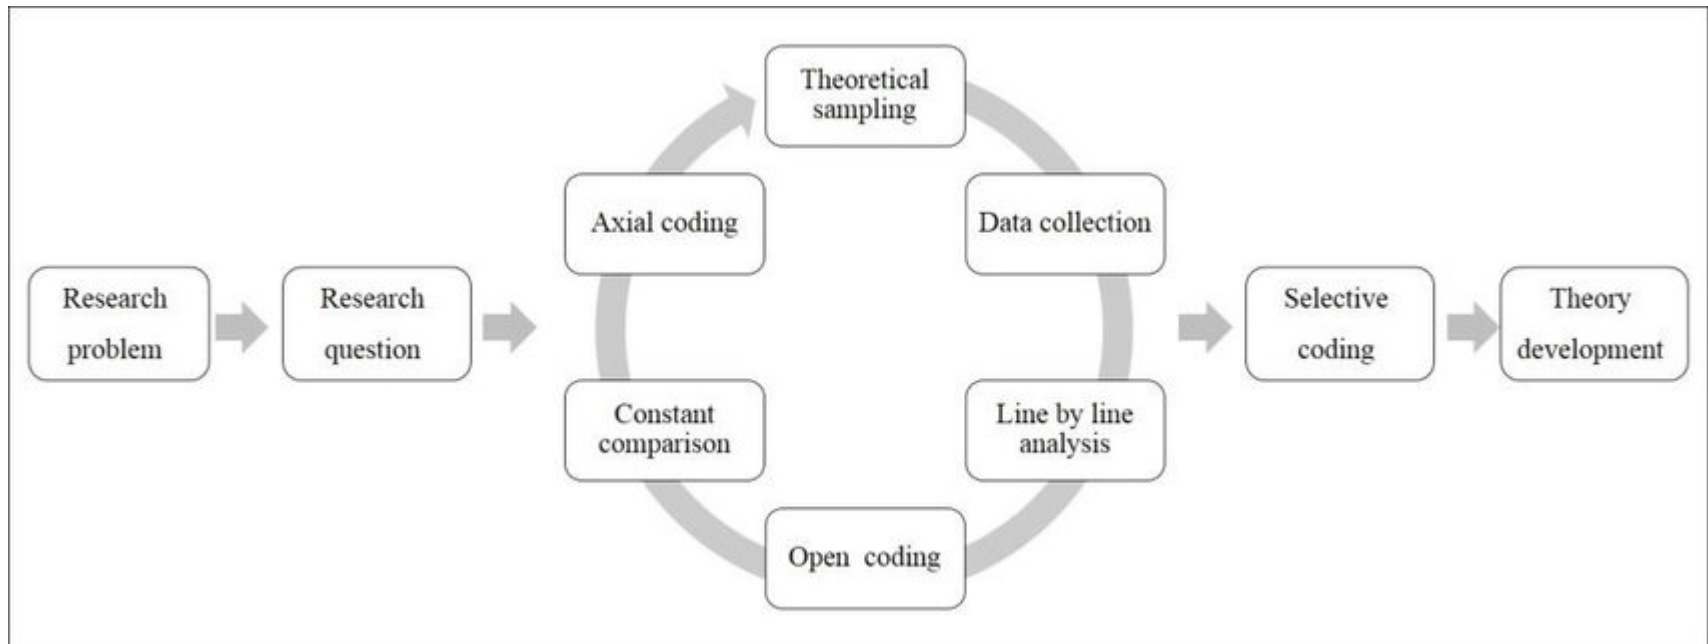 Research
problem
Research
question
Theoretical
sampling
Data collection
Line by line
analysis
Open coding
Constant
comparison
Axial coding
Selective
coding
Theory
development